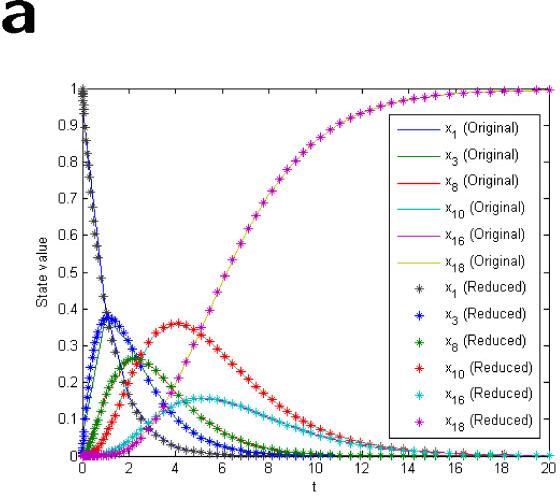 a
1
0.9
0.8
0.7
0.6
0.5
0.4
0.3
0.2
0.1
0
State value
0 2 4 6 8 10 12 14 16 18 20
t
x1 (Original)
x3 (Original)
x8 (Original)
x10 (Original)
x16 (Original)
x18 (Original)
x1 (Reduced)
x3 (Reduced)
x8 (Reduced)
x10 (Reduced)
x16 (Reduced)
x18 (Reduced)